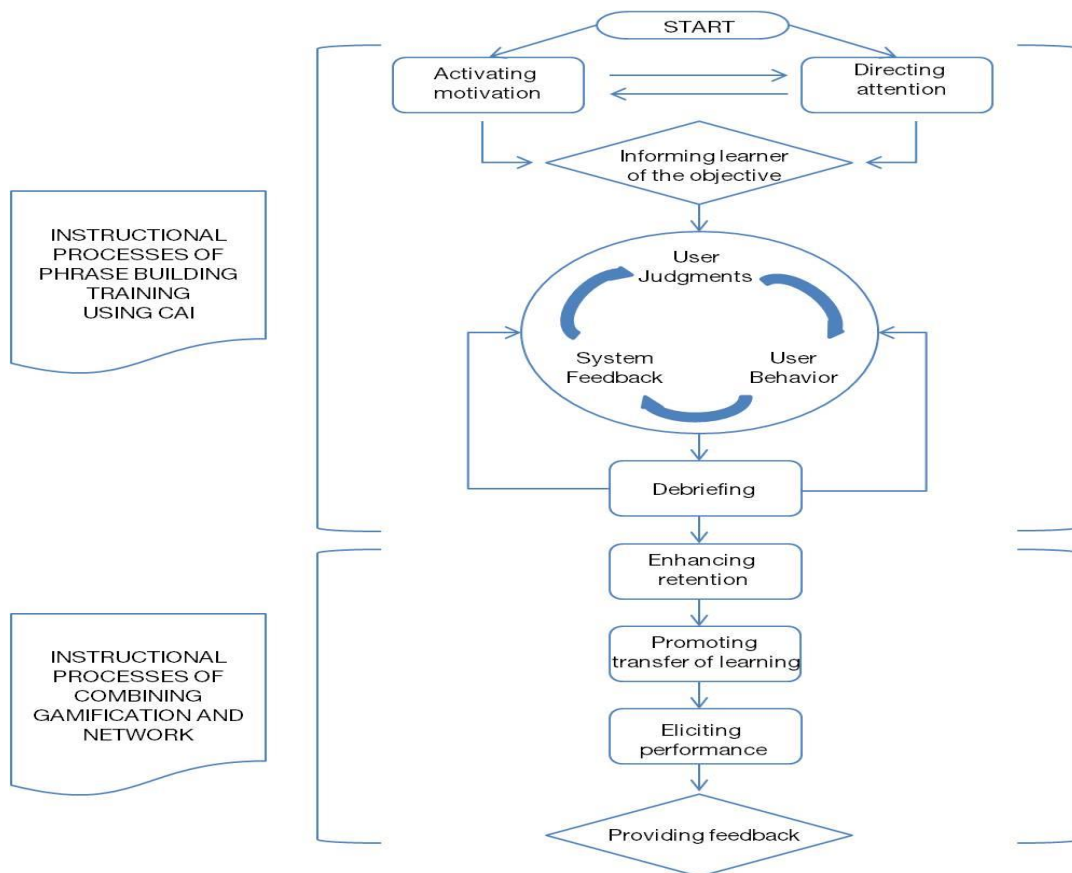 START
Activating
motivation
Directing
attention
Informing learner
of the objective
INSTRUCTIONAL
PROCESSES OF
PHRASE BUILDING
TRAINING
USING CAI
User
Judgments
System
Feedback
User
Behavior
Debriefing
Enhancing
retention
INSTRUCTIONAL
PROCESSES OF
COMBINING
GAMIFICATION AND
NETWORK
Promoting
transfer of learning
Eliciting
performance
Providing feedback